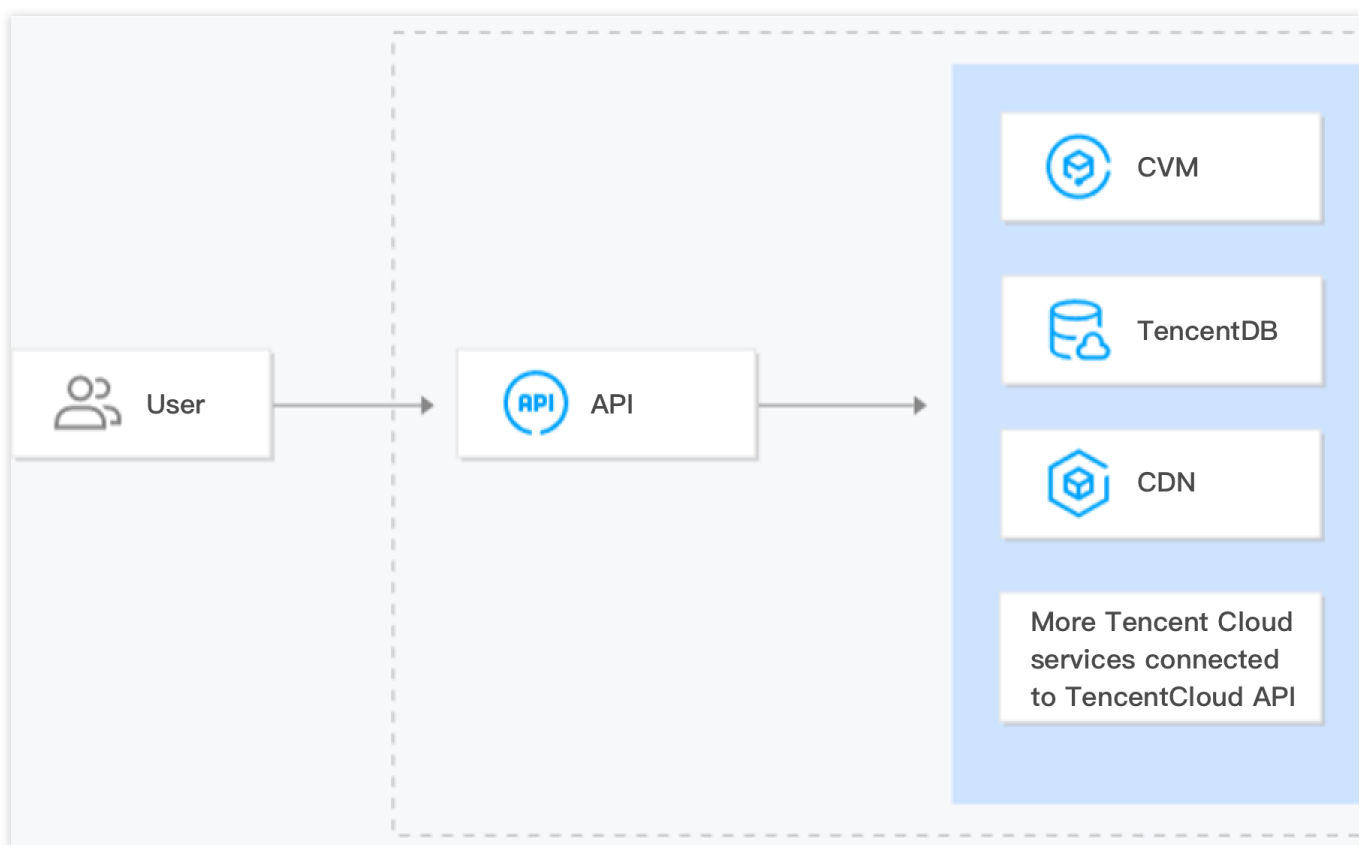 CVM
TencentDB
User
API
API
CDN
More Tencent Cloud
services connected
to TencentCloud API